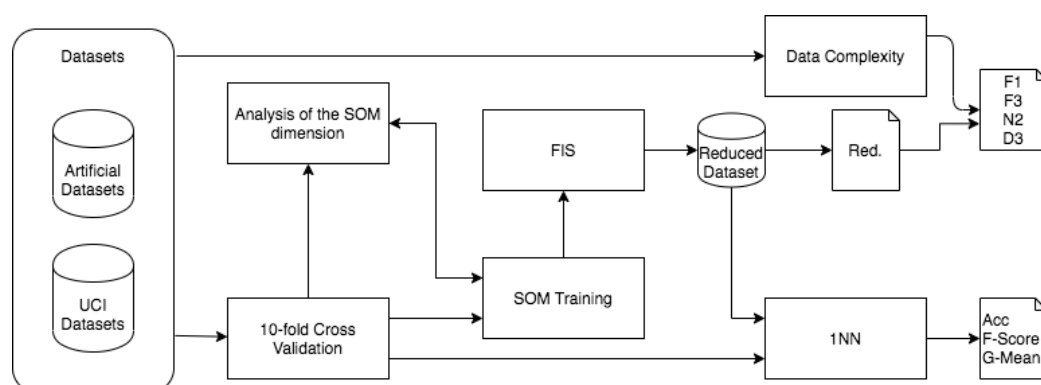 Datasets
Artificial
Datasets
UCI
Datasets
Analysis of the SOM
dimension
10-fold Cross
Validation
FIS
SOM Training
Reduced
Dataset
Red.
Data Complexity
F1
F3
N2
D3
1NN
Acc
F-Score
G-Mean